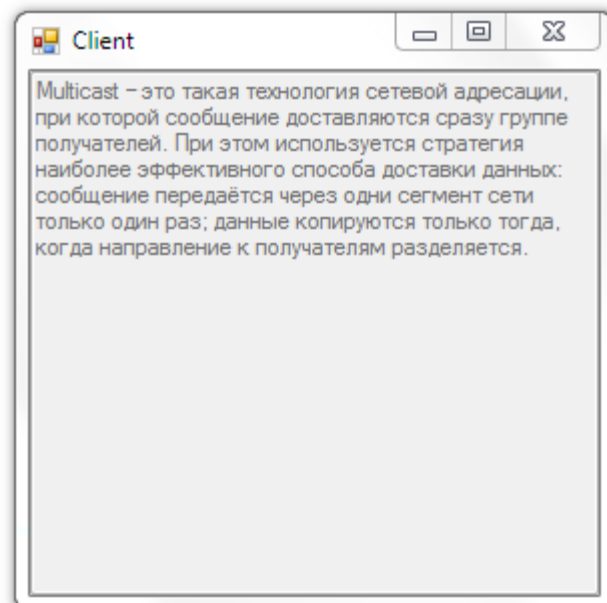 Client
Multicast – это такая технология сетевой адресации,
при которой сообщение доставляются сразу группе
получателей. При этом используется стратегия
наиболее эффективного способа доставки данных:
сообщение передаётся через одни сегмент сети
только один раз; данные копируются только тогда,
когда направление к получателям разделяется.